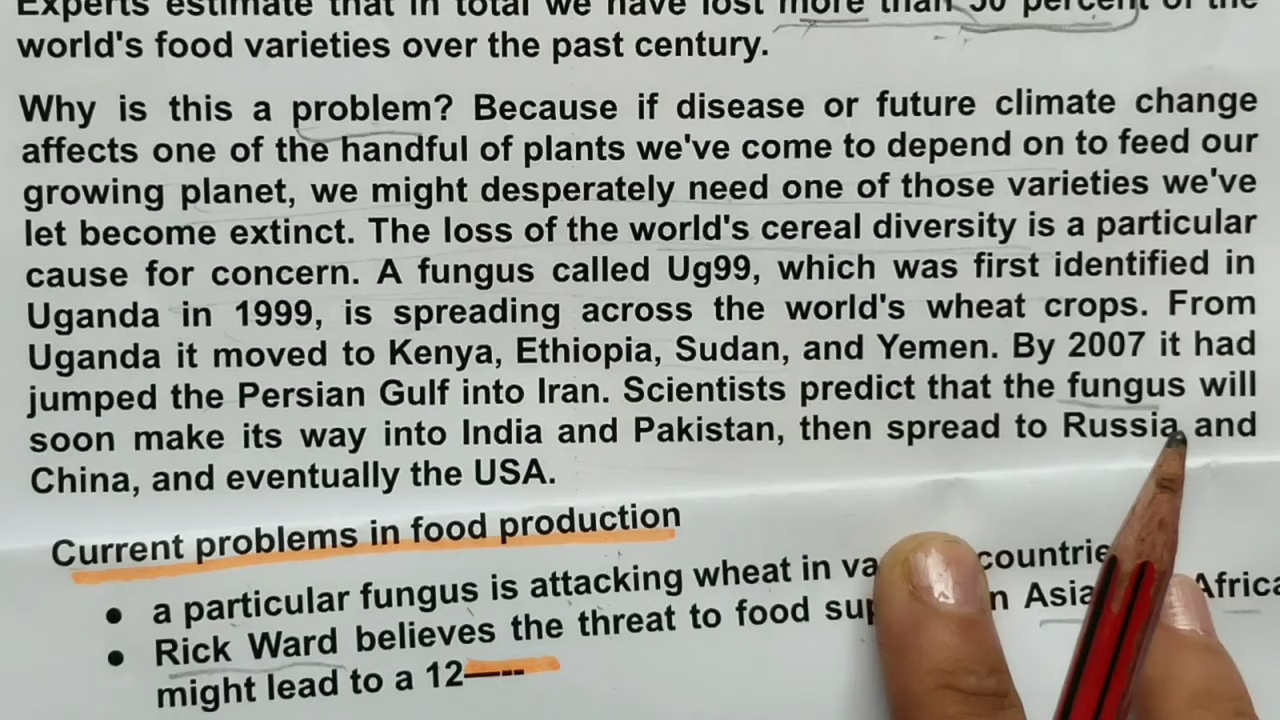 Experts estimate that in total we have lost more than percent of the
world's food varieties over the past century.
Why is this a problem? Because if disease or future climate change
affects one of the handful of plants we've come to depend on to feed our
growing planet, we might desperately need one of those varieties we've
let become extinct. The loss of the world's cereal diversity is a particular
cause for concern. A fungus called Ug99, which was first identified in
Uganda in 1999, is spreading across the world's wheat crops. From
Uganda it moved to Kenya, Ethiopia, Sudan, and Yemen. By 2007 it had
jumped the Persian Gulf into Iran. Scientists predict that the fungus will
soon make its way into India and Pakistan, then spread to Russia and
China, and eventually the USA.
Current problems in food production
• a particular fungus is attacking wheat in
• Rick Ward believes the threat to food Asia Africa
might lead to a 12-----